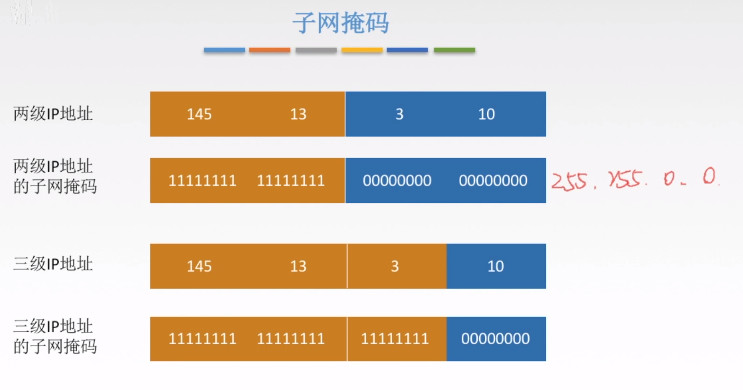 子网掩码
两级IP地址 145 13 3 10
两级IP地址
的子网掩码 11111111 11111111 00000000 00000000 255.255.0.0.
三级IP地址 145 13 3 10
三级IP地址
的子网掩码 11111111 11111111 11111111 00000000